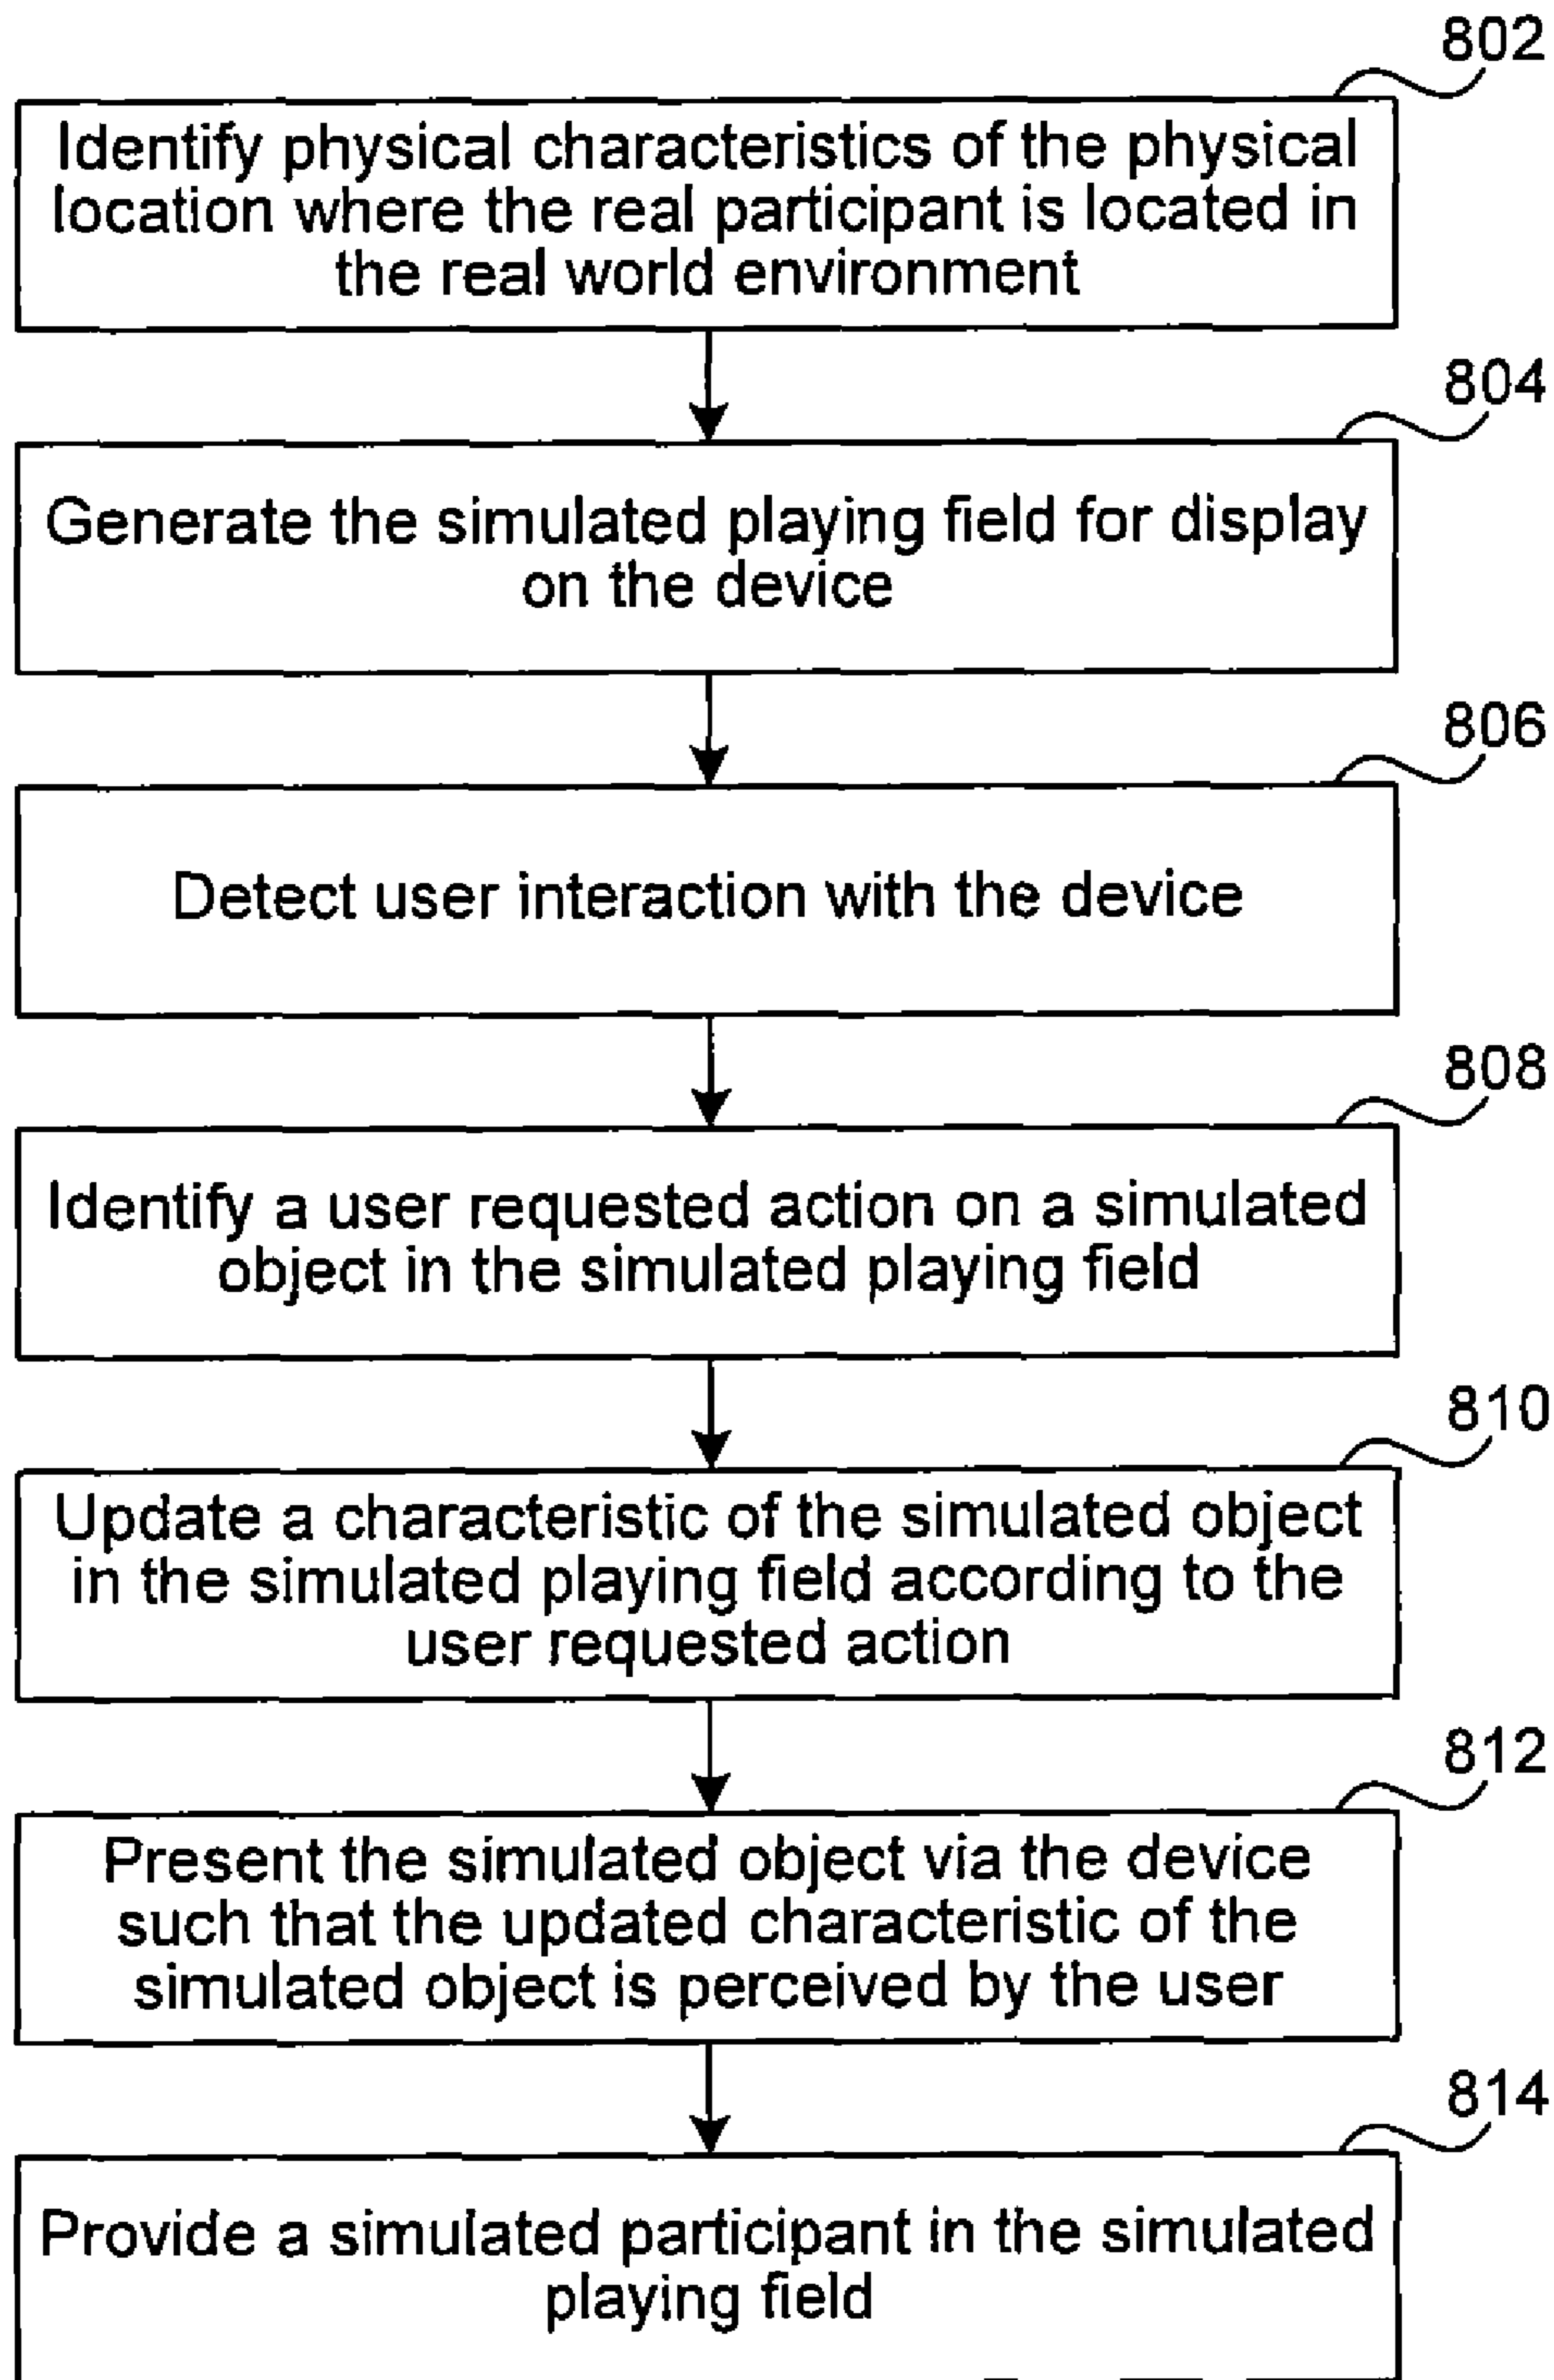 802
Identify physical characteristics of the physical
location where the real participant is located in
the real world environment
804
Generate the simulated playing field for display
on the device
806
Detect user interaction with the device
808
Identify a user requested action on a simulated
object in the simulated playing field
810
Update a characteristic of the simulated object
in the simulated playing field according to the
user requested action
812
Present the simulated object via the device
such that the updated characteristic of the
simulated object is perceived by the user
814
Provide a simulated participant in the simulated
playing field